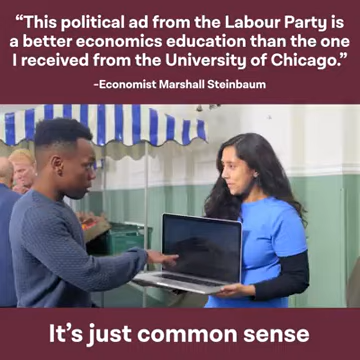 “This political ad from the Labour Party is
a better economics education than the one
I received from the University of Chicago.”
-Economist Marshall Steinbaum
It’s just common sense